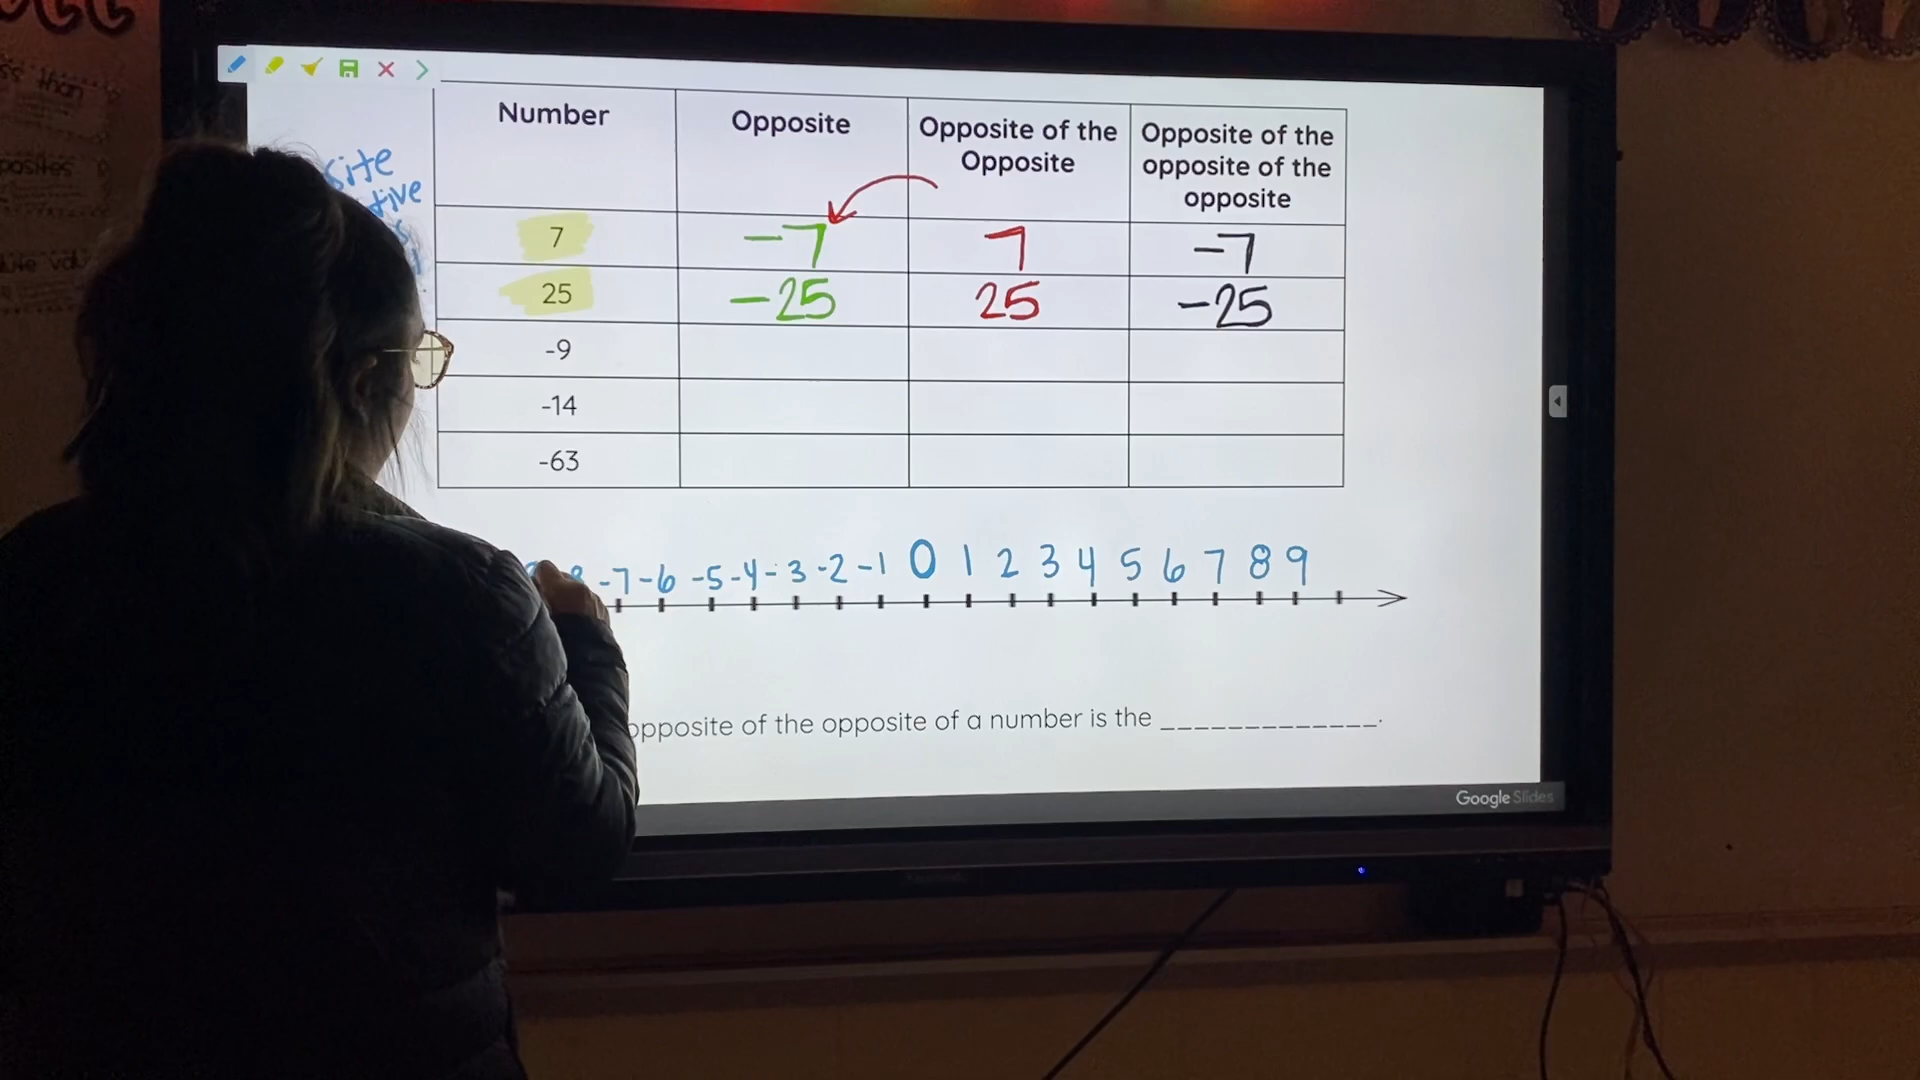 Number Opposite Opposite of the Opposite Opposite of the opposite of the opposite
7 -7 7 -7
25 -25 25 -25
-9
-14
-63
-7 -6 -5 -4 -3 -2 -1 0 1 2 3 4 5 6 7 8 9
opposite of the opposite of a number is the _____________.
Google Slides